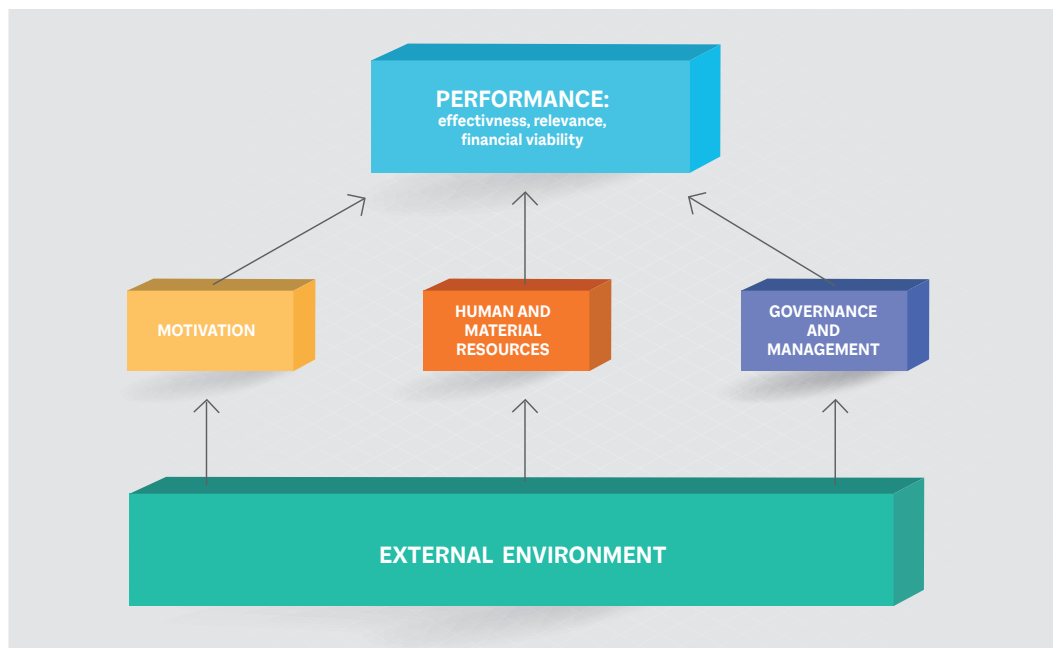 PERFORMANCE:
effectivness, relevance,
financial viability
MOTIVATION
HUMAN AND
MATERIAL
RESOURCES
GOVERNANCE
AND
MANAGEMENT
EXTERNAL ENVIRONMENT